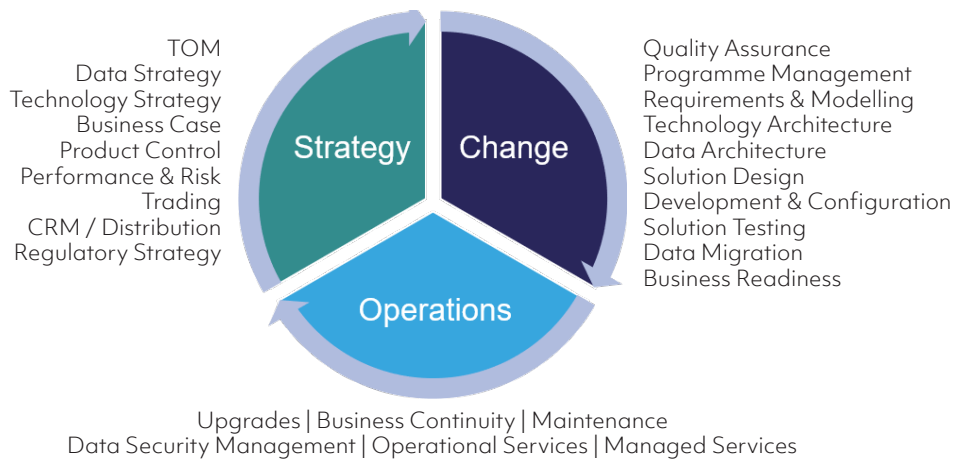 TOM
Data Strategy
Technology Strategy
Business Case
Product Control
Performance & Risk
Trading
CRM / Distribution
Regulatory Strategy
Strategy
Change
Operations
Quality Assurance
Programme Management
Requirements & Modelling
Technology Architecture
Data Architecture
Solution Design
Development & Configuration
Solution Testing
Data Migration
Business Readiness
Upgrades | Business Continuity | Maintenance
Data Security Management | Operational Services | Managed Services